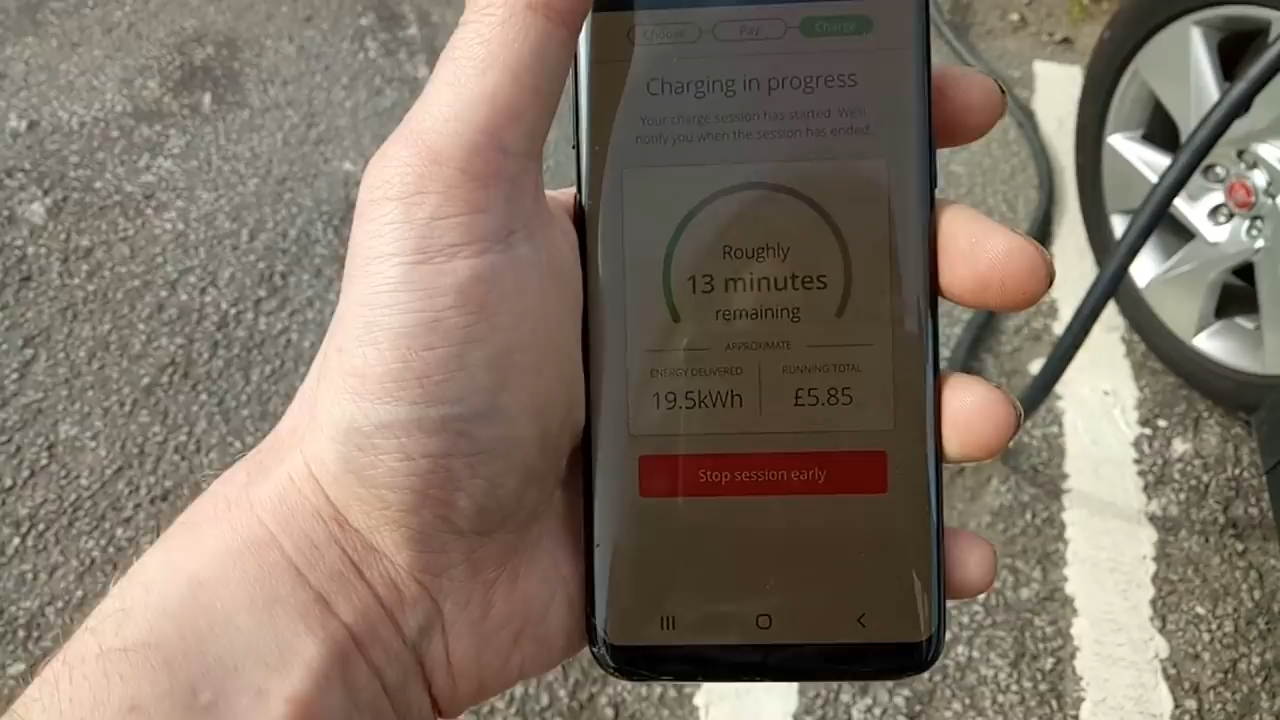 Choose Pay Charge
Charging in progress
Your charge session has started. We'll
notify you when the session has ended.
Roughly
13 minutes
remaining
APPROXIMATE
ENERGY DELIVERED RUNNING TOTAL
19.5kWh £5.85
Stop session early